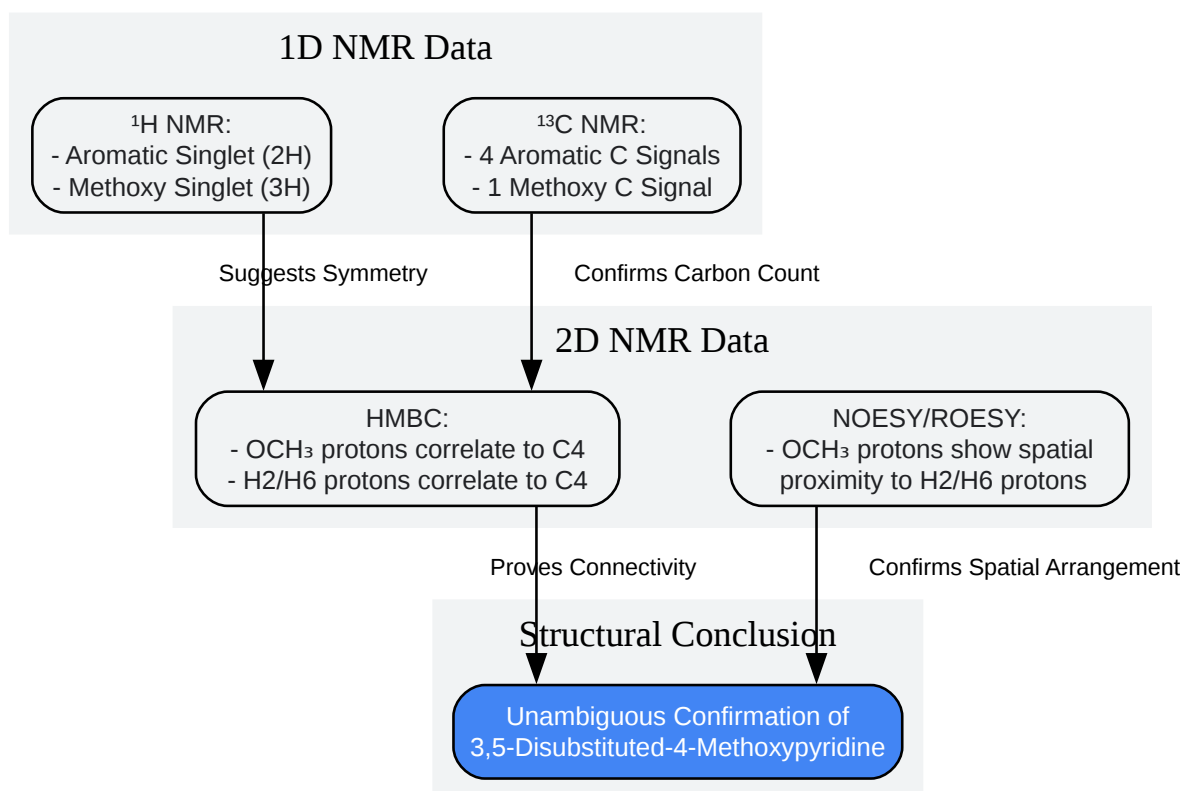 1D NMR Data
¹H NMR:
- Aromatic Singlet (2H)
- Methoxy Singlet (3H)
¹³C NMR:
- 4 Aromatic C Signals
- 1 Methoxy C Signal
Suggests Symmetry
Confirms Carbon Count
2D NMR Data
HMBC:
- OCH₃ protons correlate to C4
- H2/H6 protons correlate to C4
NOESY/ROESY:
- OCH₃ protons show spatial
proximity to H2/H6 protons
Proves Connectivity
Confirms Spatial Arrangement
Structural Conclusion
Unambiguous Confirmation of
3,5-Disubstituted-4-Methoxypyridine